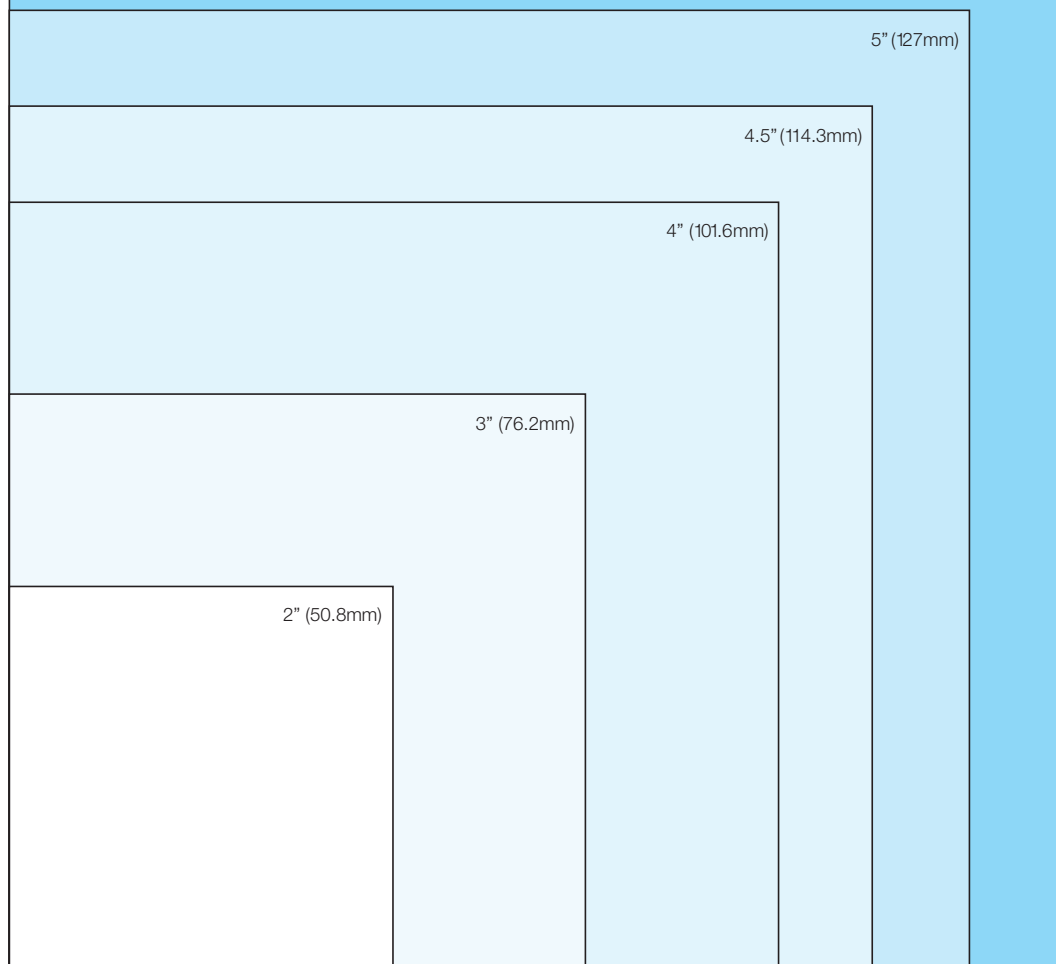 5” (127mm)
4.5” (114.3mm)
4” (101.6mm)
3” (76.2mm)
2” (50.8mm)